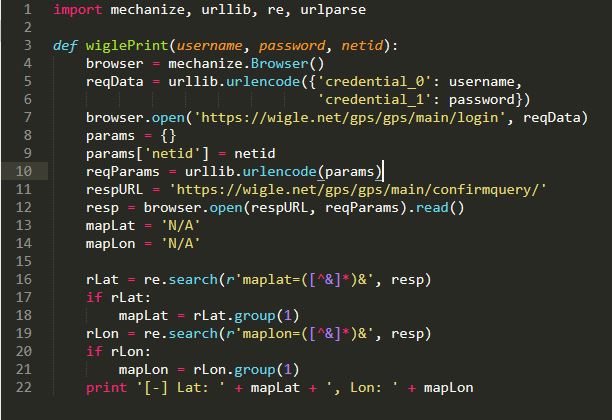 1 import mechanize, urllib, re, urlparse
2
3 def wiglePrint(username, password, netid):
4     browser = mechanize.Browser()
5     reqData = urllib.urlencode({'credential_0': username,
6                                 'credential_1': password})
7     browser.open('https://wigle.net/gps/gps/main/login', reqData)
8     params = {}
9     params['netid'] = netid
10     reqParams = urllib.urlencode(params)
11     respURL = 'https://wigle.net/gps/gps/main/confirmquery/'
12     resp = browser.open(respURL, reqParams).read()
13     mapLat = 'N/A'
14     mapLon = 'N/A'
15
16     rLat = re.search(r'maplat=([^&]*)&', resp)
17     if rLat:
18         mapLat = rLat.group(1)
19     rLon = re.search(r'maplon=([^&]*)&', resp)
20     if rLon:
21         mapLon = rLon.group(1)
22     print '[-] Lat: ' + mapLat + ', Lon: ' + mapLon